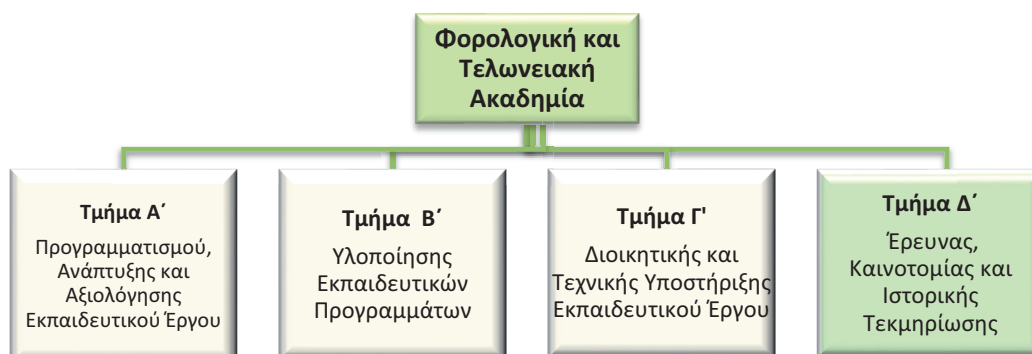 Φορολογική και
Τελωνειακή
Ακαδημία
Τμήμα Α΄
Προγραμματισμού,
Ανάπτυξης και
Αξιολόγησης
Εκπαιδευτικού Έργου
Τμήμα Β΄
Υλοποίησης
Εκπαιδευτικών
Προγραμμάτων
Τμήμα Γ'
Διοικητικής και
Τεχνικής Υποστήριξης
Εκπαιδευτικού Έργου
Τμήμα Δ΄
Έρευνας,
Καινοτομίας και
Ιστορικής
Τεκμηρίωσης